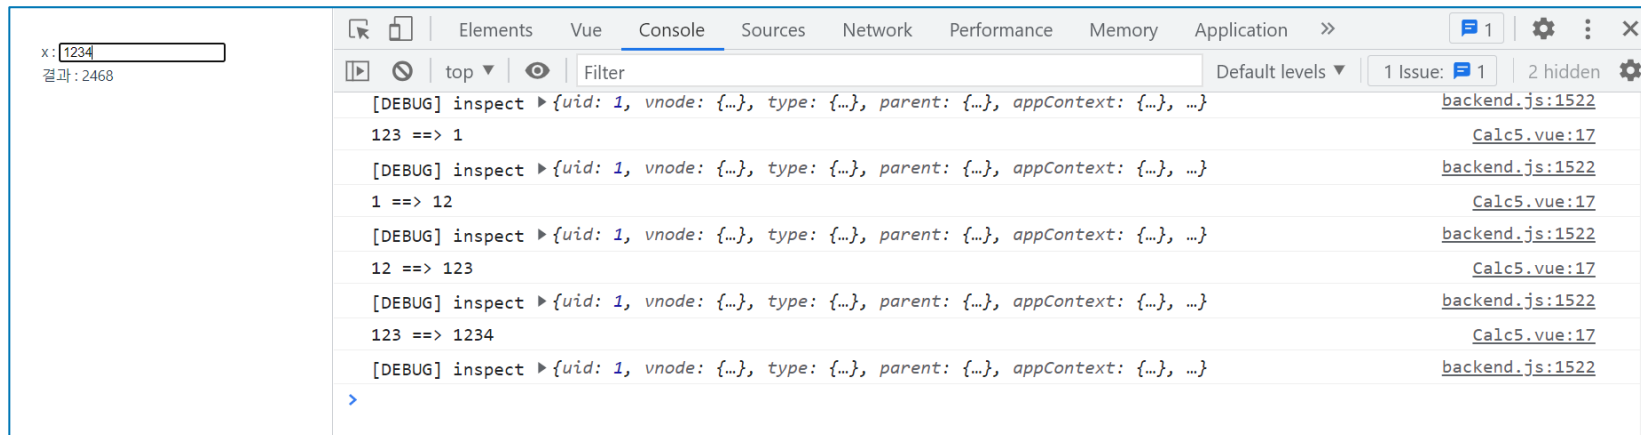 x : 1234
결과 : 2468
Elements Vue Console Sources Network Performance Memory Application » 1
top ▼ Filter Default levels ▼ 1 Issue: 1 2 hidden
[DEBUG] inspect ▶{uid: 1, vnode: {…}, type: {…}, parent: {…}, appContext: {…}, …} backend.js:1522
123 ==> 1 Calc5.vue:17
[DEBUG] inspect ▶{uid: 1, vnode: {…}, type: {…}, parent: {…}, appContext: {…}, …} backend.js:1522
1 ==> 12 Calc5.vue:17
[DEBUG] inspect ▶{uid: 1, vnode: {…}, type: {…}, parent: {…}, appContext: {…}, …} backend.js:1522
12 ==> 123 Calc5.vue:17
[DEBUG] inspect ▶{uid: 1, vnode: {…}, type: {…}, parent: {…}, appContext: {…}, …} backend.js:1522
123 ==> 1234 Calc5.vue:17
[DEBUG] inspect ▶{uid: 1, vnode: {…}, type: {…}, parent: {…}, appContext: {…}, …} backend.js:1522
>